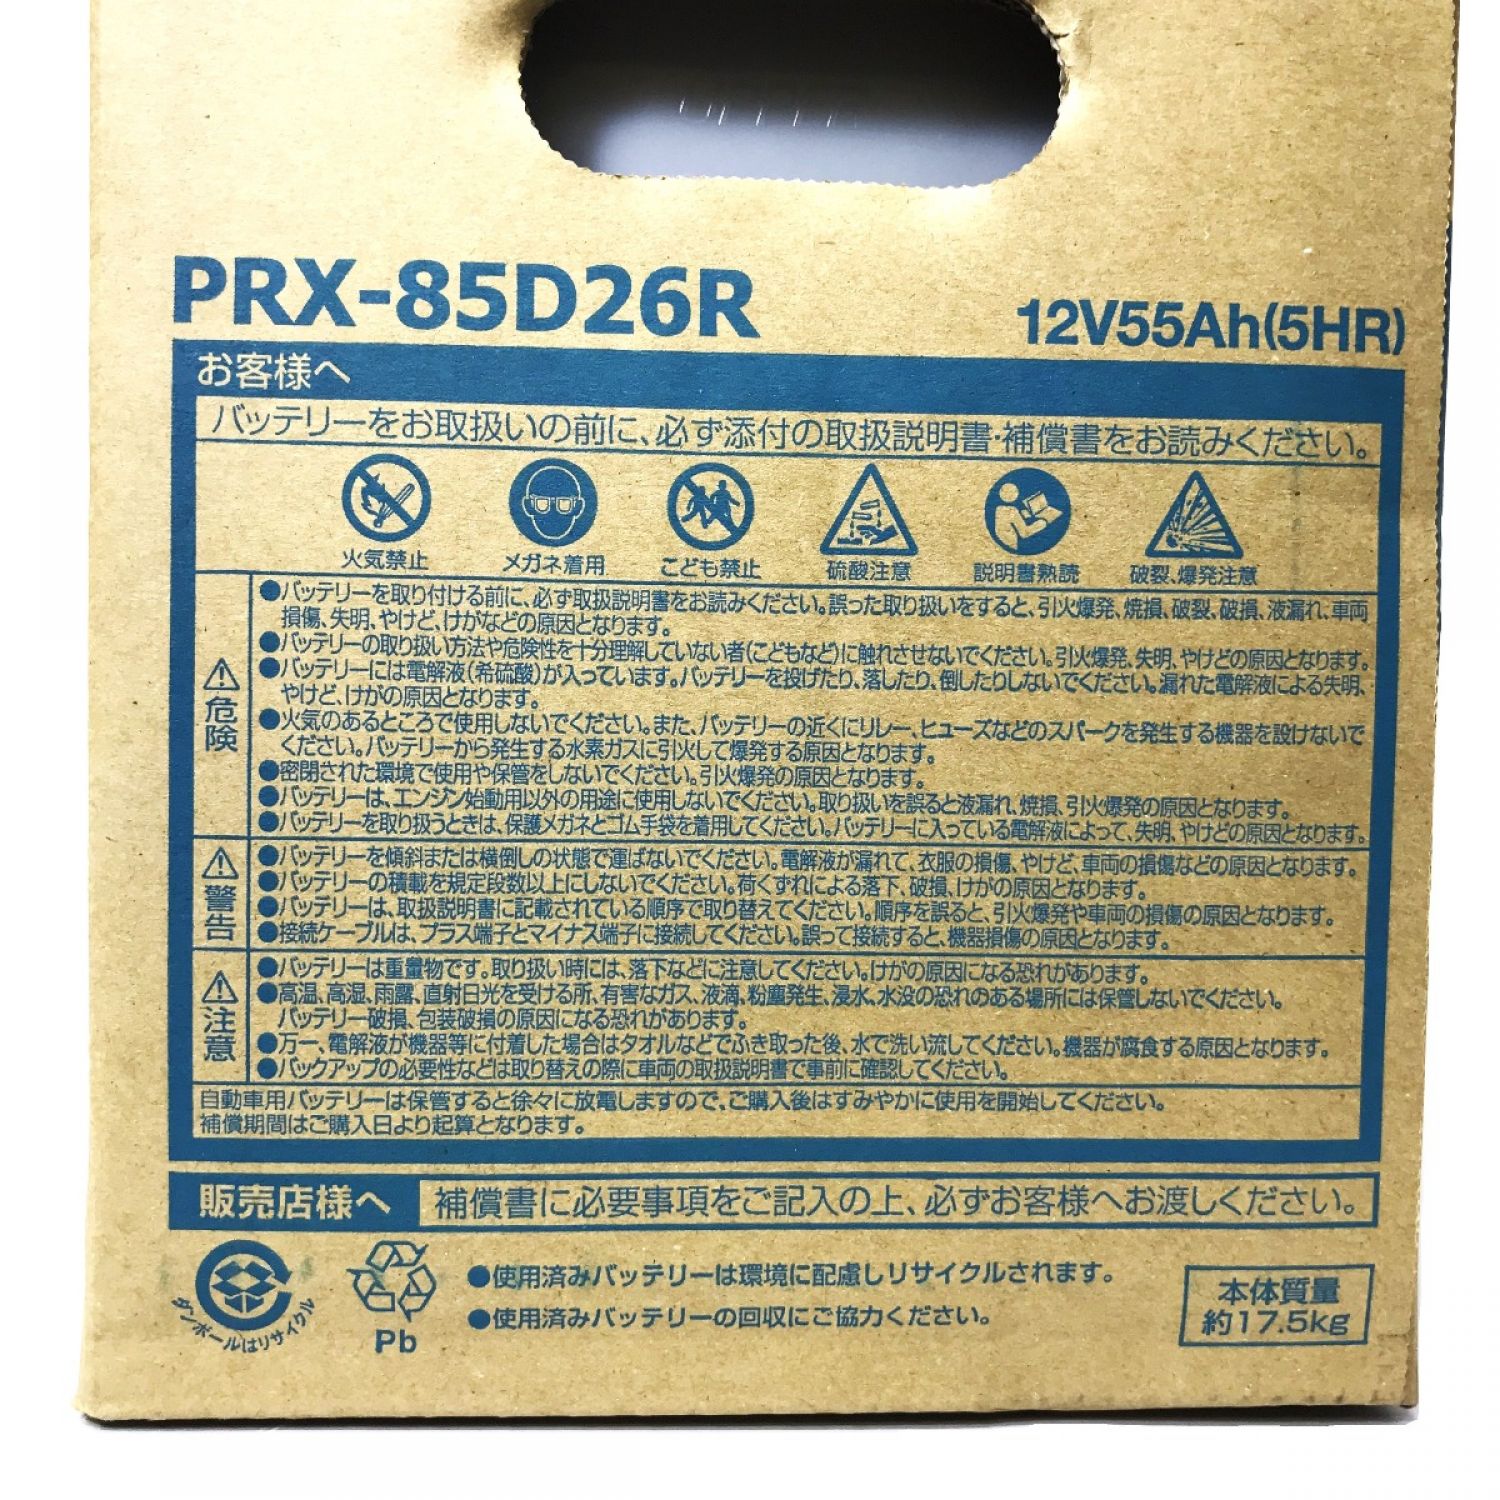 PRX-85D26R
12V55Ah(5HR)
お客様へ
バッテリーをお取扱いの前に、必ず添付の取扱説明書・補償書をお読みください。
火気禁止 メガネ着用 こども禁止 硫酸注意 説明書熟読 破裂、爆発注意
危険
●バッテリーを取り付ける前に、必ず取扱説明書をお読みください。誤った取り扱いをすると、引火爆発、焼損、破裂、破損、液漏れ、車両
損傷、失明、やけど、けがなどの原因となります。
●バッテリーの取り扱い方法や危険性を十分理解していない者(こどもなど)に触れさせないでください。引火爆発、失明、やけどの原因となります。
●バッテリーには電解液(希硫酸)が入っています。バッテリーを投げたり、落したり、倒したりしないでください。漏れた電解液による失明、
やけど、けがの原因となります。
●火気のあるところで使用しないでください。また、バッテリーの近くにリレー、ヒューズなどのスパークを発生する機器を設けないで
ください。バッテリーから発生する水素ガスに引火して爆発する原因となります。
●密閉された環境で使用や保管をしないでください。引火爆発の原因となります。
●バッテリーは、エンジン始動用以外の用途に使用しないでください。取り扱いを誤ると液漏れ、焼損、引火爆発の原因となります。
●バッテリーを取り扱うときは、保護メガネとゴム手袋を着用してください。バッテリーに入っている電解液によって、失明、やけどの原因となります。
警告
●バッテリーを傾斜または横倒しの状態で運ばないでください。電解液が漏れて、衣服の損傷、やけど、車両の損傷などの原因となります。
●バッテリーの積載を規定段数以上にしないでください。荷くずれによる落下、破損、けがの原因となります。
●バッテリーは、取扱説明書に記載されている順序で取り替えてください。順序を誤ると、引火爆発や車両の損傷の原因となります。
●接続ケーブルは、プラス端子とマイナス端子に接続してください。誤って接続すると、機器損傷の原因となります。
注意
●バッテリーは重量物です。取り扱い時には、落下などに注意してください。けがの原因になる恐れがあります。
●高温、高湿、雨露、直射日光を受ける所、有害なガス、液滴、粉塵発生、浸水、水没の恐れのある場所には保管しないでください。
バッテリー破損、包装破損の原因になる恐れがあります。
●万一、電解液が機器等に付着した場合はタオルなどでふき取った後、水で洗い流してください。機器が腐食する原因となります。
●バックアップの必要性などは取り替えの際に車両の取扱説明書で事前に確認してください。
自動車用バッテリーは保管すると徐々に放電しますので、ご購入後はすみやかに使用を開始してください。
補償期間はご購入日より起算となります。
販売店様へ 補償書に必要事項をご記入の上、必ずお客様へお渡しください。
ダンボールはリサイクル
Pb
●使用済みバッテリーは環境に配慮しリサイクルされます。
●使用済みバッテリーの回収にご協力ください。
本体質量
約17.5kg